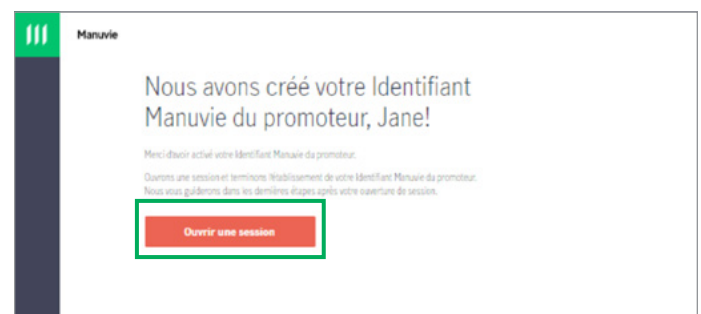 Manuvie
Nous avons créé votre Identifiant
Manuvie du promoteur, Jane!
Merci d'avoir activé votre Identifiant Manuvie du promoteur.
Ouvrons une session et terminons l'établissement de votre Identifiant Manuvie du promoteur.
Nous vous guiderons dans les dernières étapes après votre ouverture de session.
Ouvrir une session